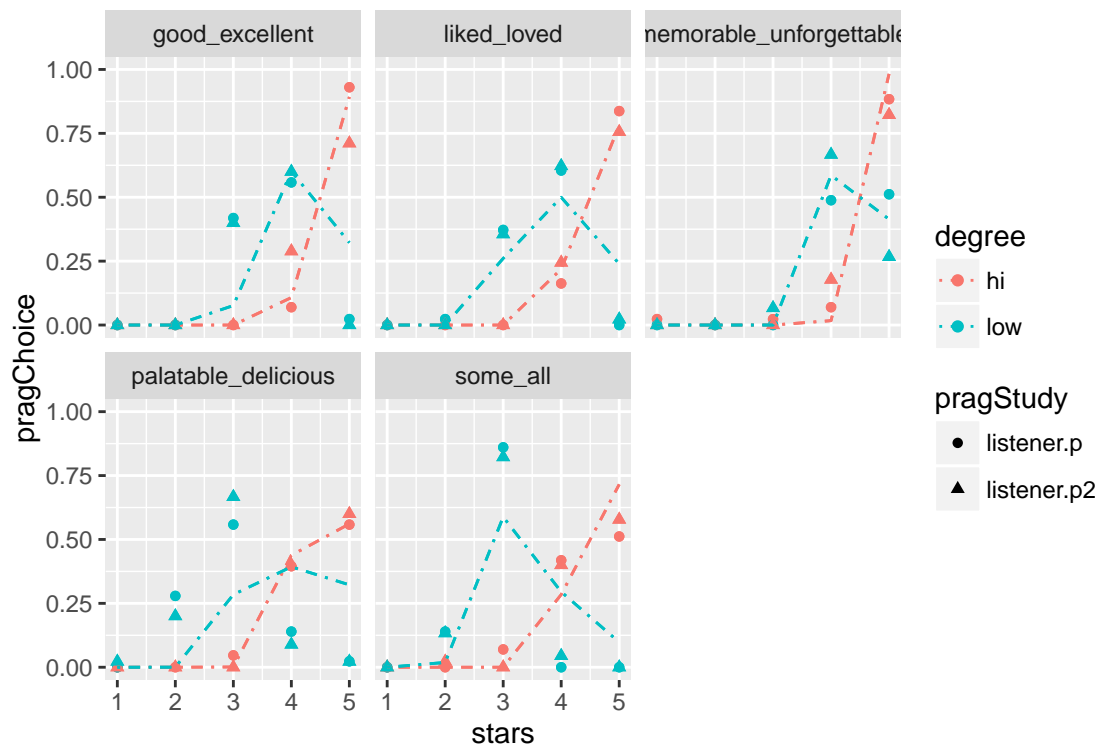 good_excellent
liked_loved
memorable_unforgettable
1.00
0.75
0.50
0.25
0.00
palatable_delicious
some_all
1.00
0.75
0.50
0.25
0.00
1 2 3 4 5
1 2 3 4 5
stars
pragChoice
degree
hi
low
pragStudy
listener.p
listener.p2